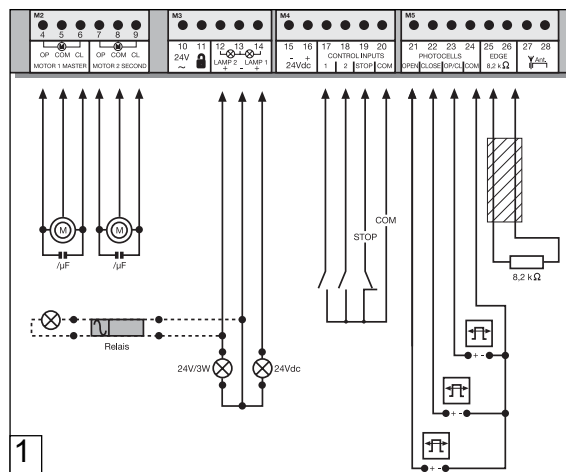 M2 M3 M4 M5
4 5 6 7 8 9 10 11 12 13 14 15 16 17 18 19 20 21 22 23 24 25 26 27 28
OP M COM CL OP M COM CL 24V ~ LAMP 2 LAMP 1 + - + - + 24Vdc CONTROL INPUTS 1 2 STOP COM PHOTOCELLS OPEN CLOSE OP/CL COM EDGE 8,2 k Ω Ant.
MOTOR 1 MASTER MOTOR 2 SECOND
COM
STOP
M M
/µF /µF
8,2 k Ω
Relais
24V/3W 24Vdc
+ -
+ -
+ -
1